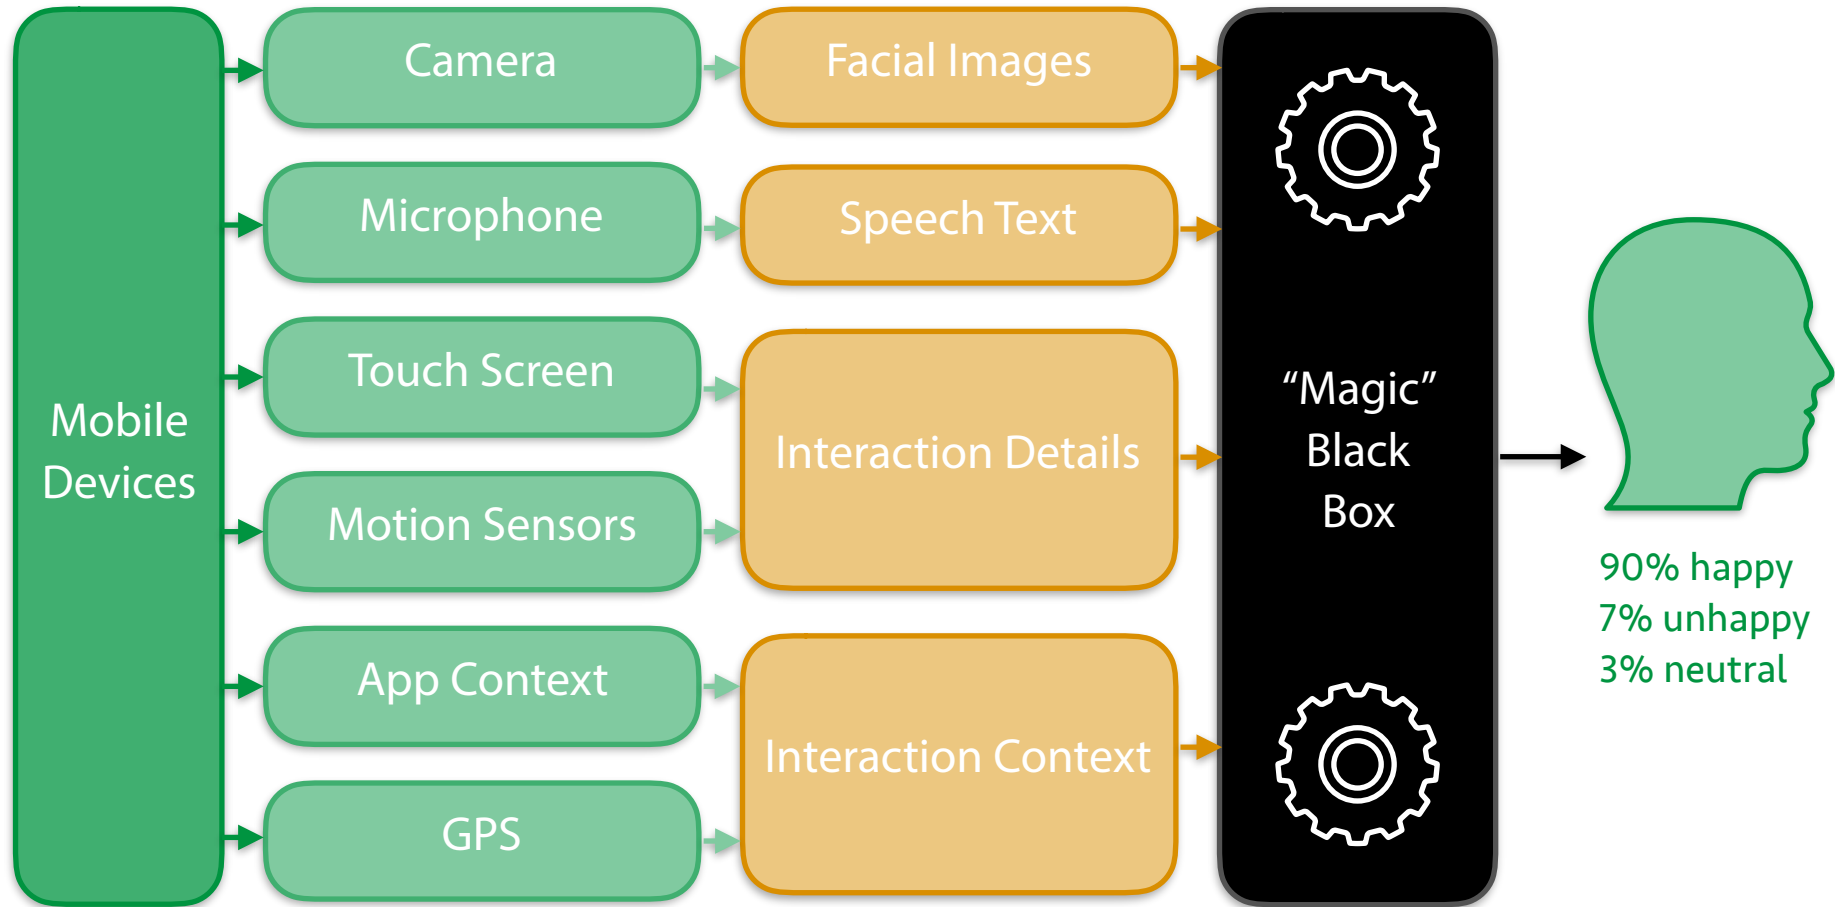 Mobile
Devices
Camera
Microphone
Touch Screen
Motion Sensors
App Context
GPS
Facial Images
Speech Text
Interaction Details
Interaction Context
“Magic”
Black
Box
90% happy
7% unhappy
3% neutral